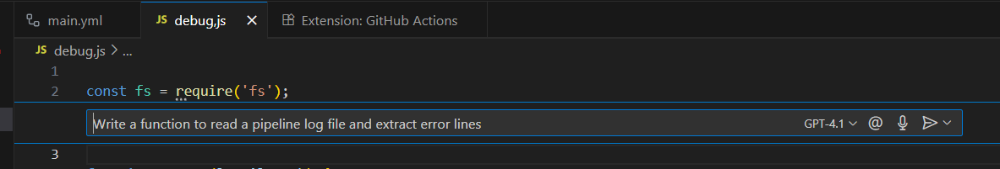 main.yml
JS debug.js
Extension: GitHub Actions
JS debug.js > ...
1
2 const fs = require('fs');
Write a function to read a pipeline log file and extract error lines
GPT-4.1
3